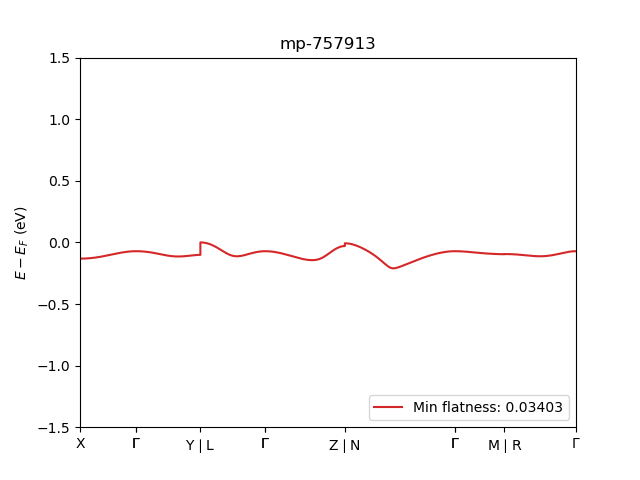 mp-757913
1.5
1.0
0.5
0.0
−0.5
−1.0
−1.5
E − E_F (eV)
X Γ Y | L Γ Z | N Γ M | R Γ
Min flatness: 0.03403